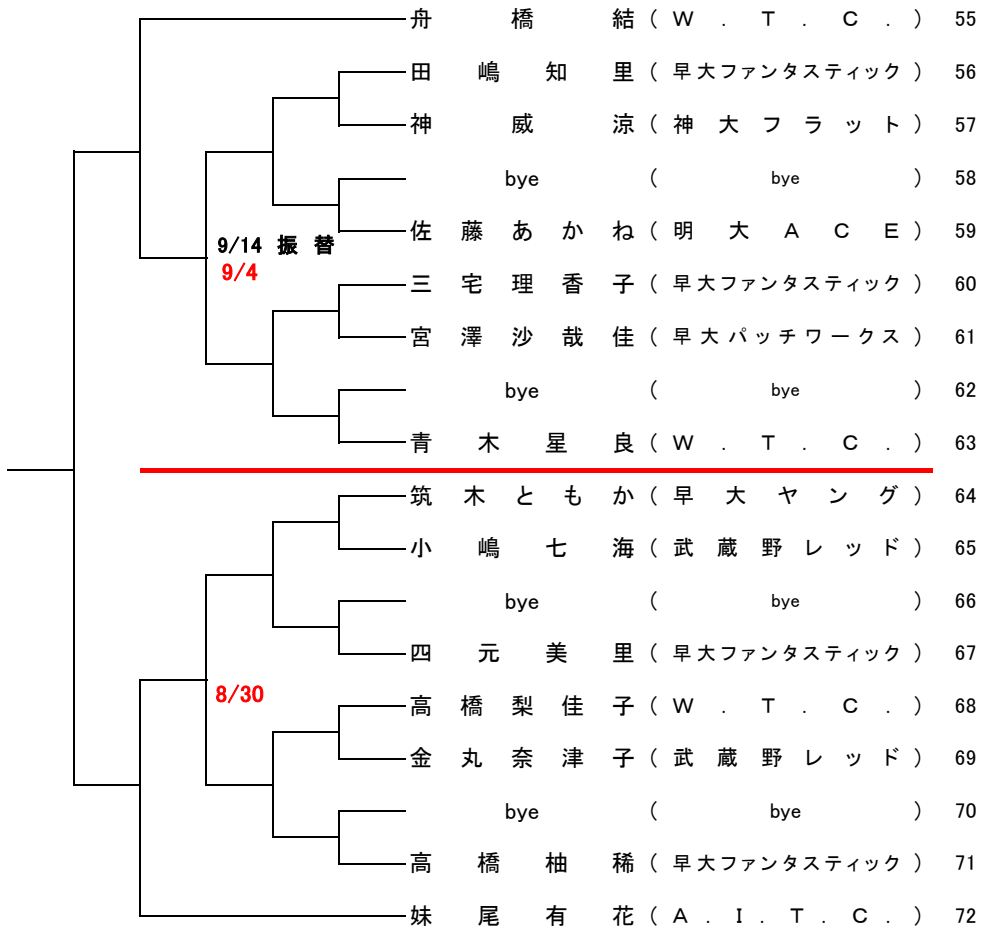 舟橋結(W.T.C.) 55
田嶋知里(早大ファンタスティック) 56
神威涼(神大フラット) 57
bye (bye) 58
佐藤あかね(明大ACE) 59
9/14 振替
9/4
三宅理香子(早大ファンタスティック) 60
宮澤沙哉佳(早大パッチワークス) 61
bye (bye) 62
青木星良(W.T.C.) 63
筑木ともか(早大ヤング) 64
小嶋七海(武蔵野レッド) 65
bye (bye) 66
四元美里(早大ファンタスティック) 67
8/30
高橋梨佳子(W.T.C.) 68
金丸奈津子(武蔵野レッド) 69
bye (bye) 70
高橋柚稀(早大ファンタスティック) 71
妹尾有花(A.I.T.C.) 72